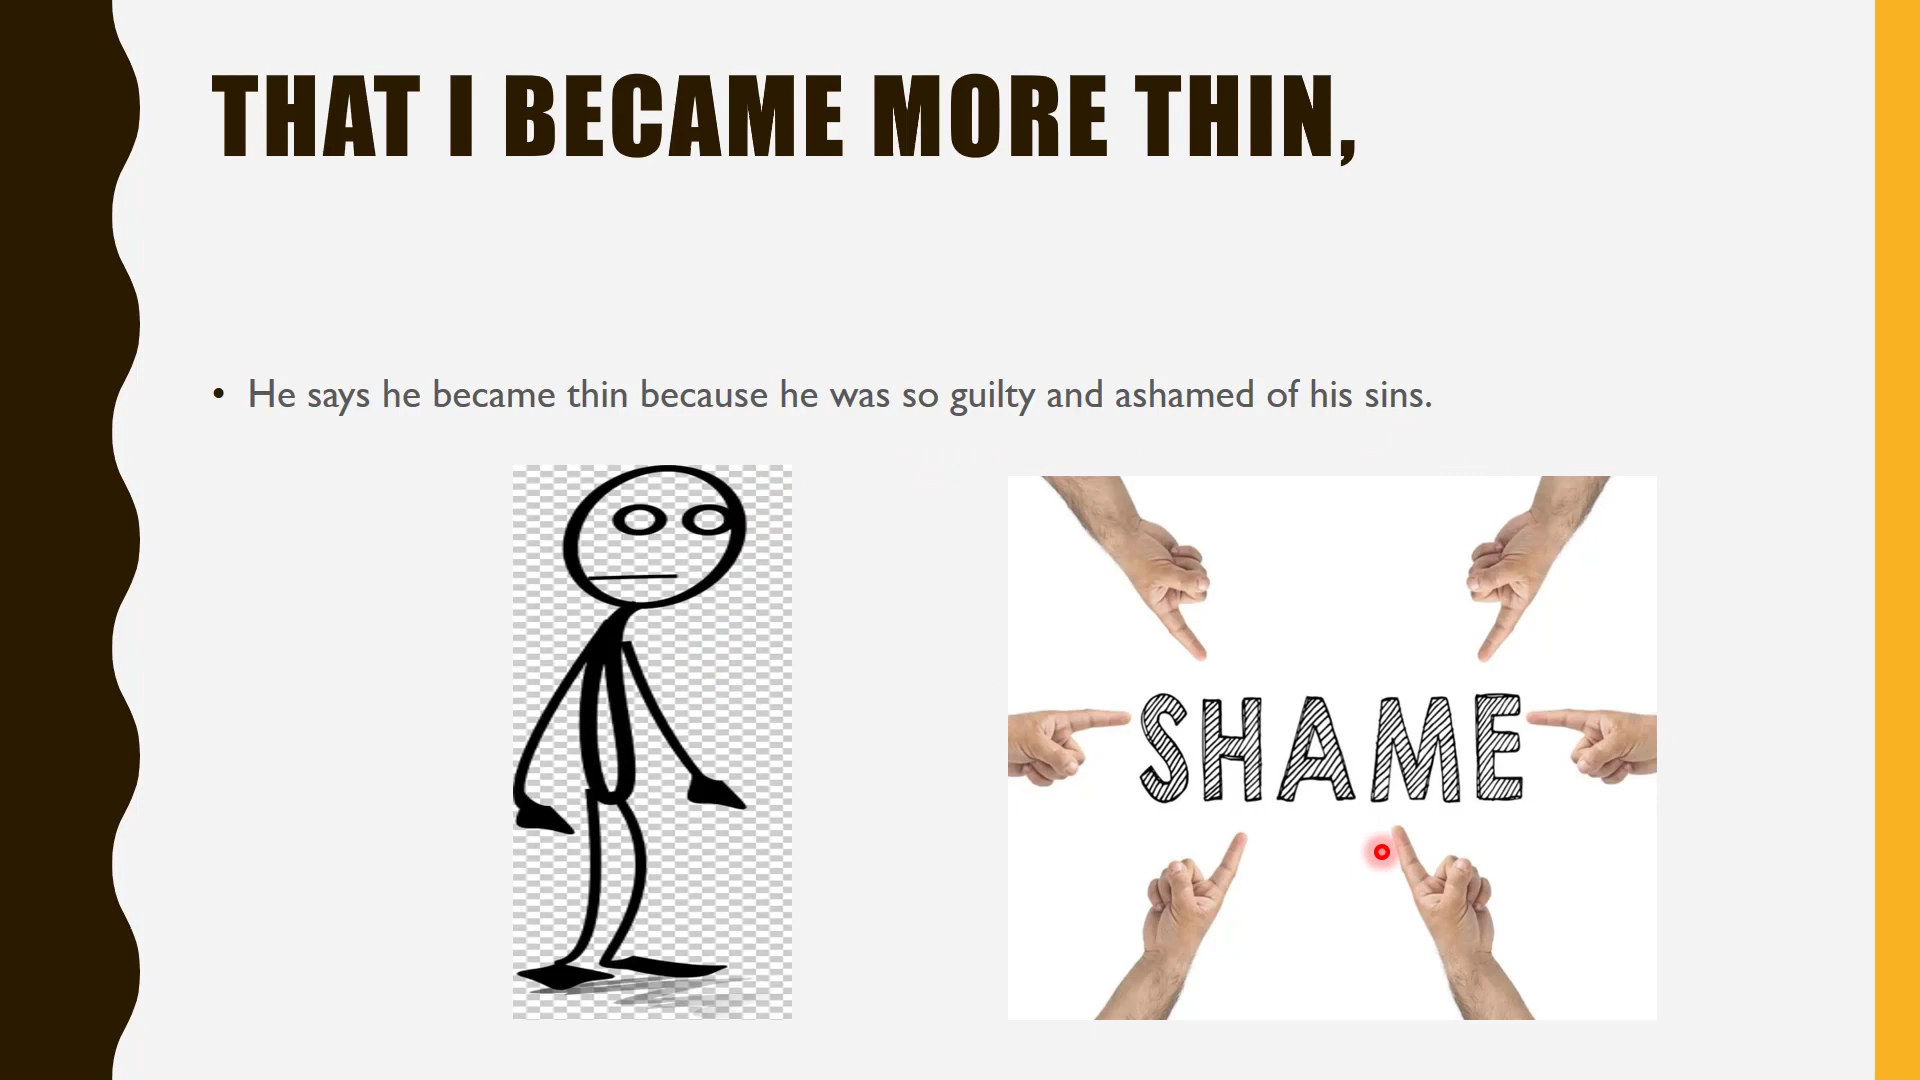 THAT I BECAME MORE THIN,
• He says he became thin because he was so guilty and ashamed of his sins.
SHAME